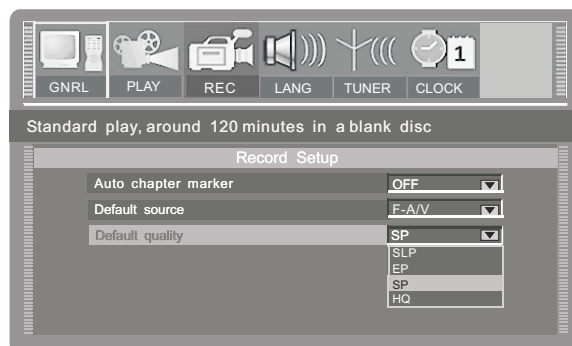 1
GNRL PLAY REC LANG TUNER CLOCK
Standard play, around 120 minutes in a blank disc
Record Setup
Auto chapter marker OFF
Default source F-A/V
Default quality SP
SLP
EP
SP
HQ